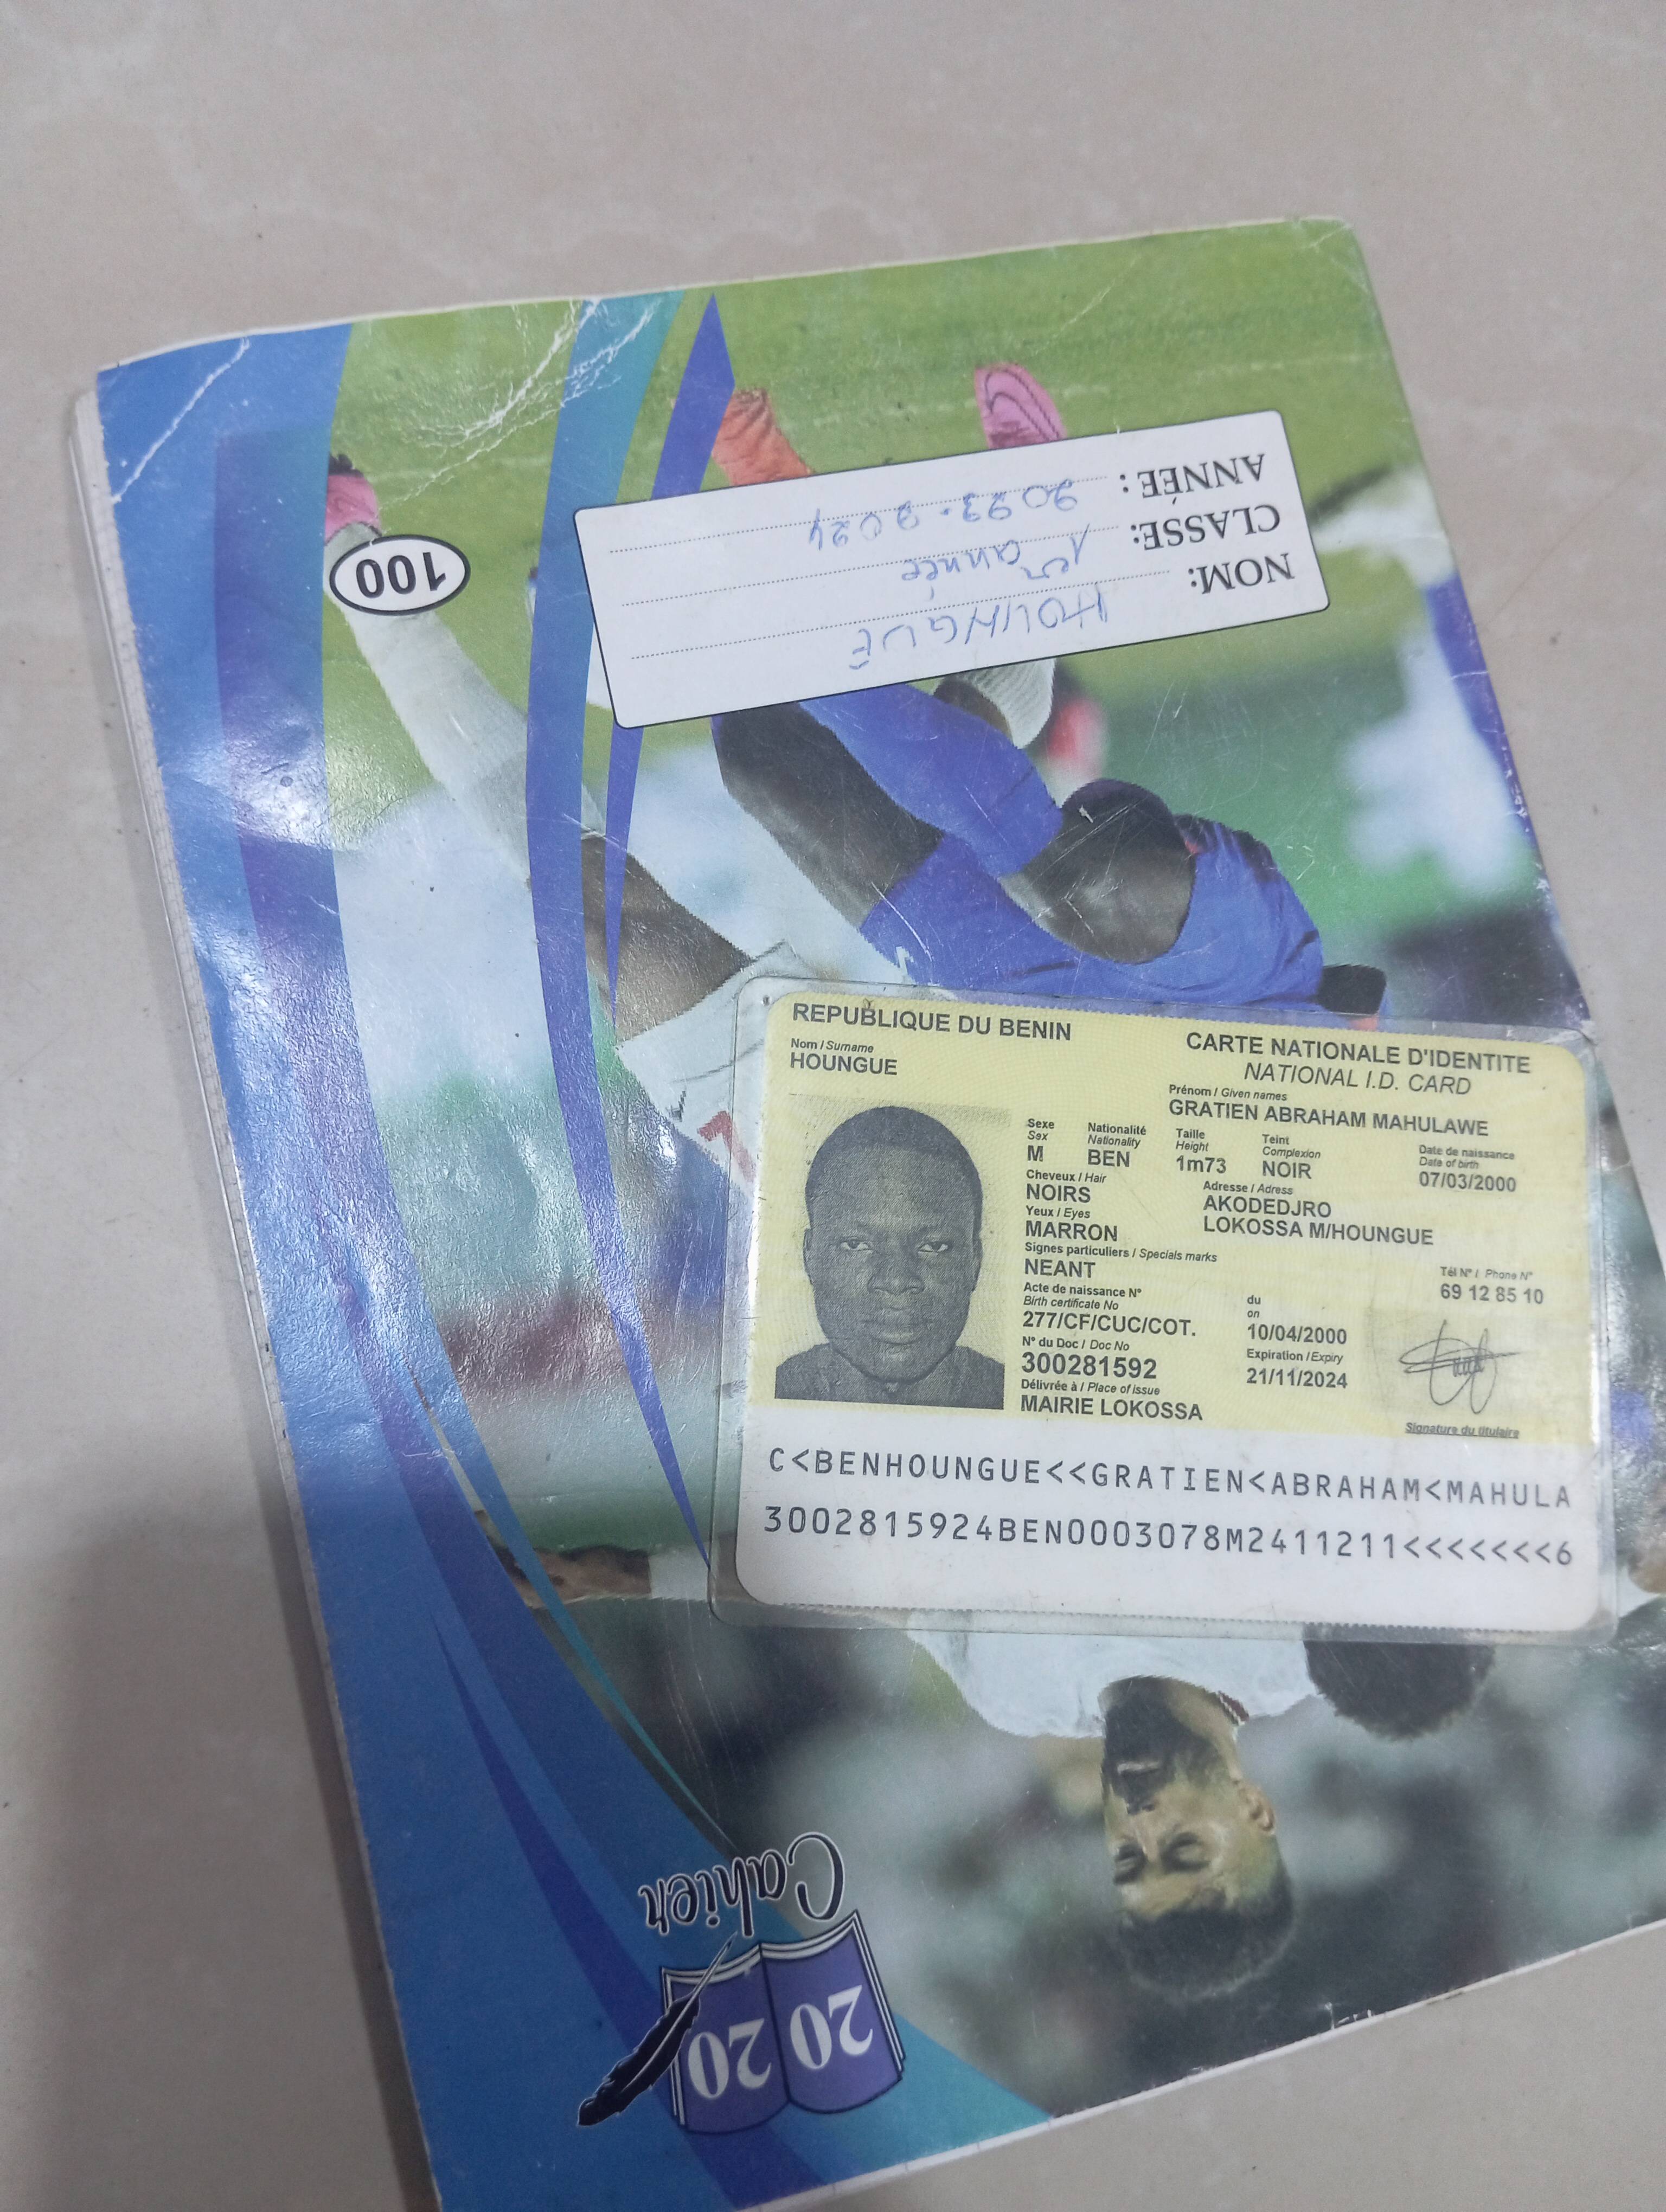 NOM: HOUNGUÊ
CLASSE: 1ère année
ANNÉE: 2023-2024
100
REPUBLIQUE DU BENIN
CARTE NATIONALE D'IDENTITE
NATIONAL I.D. CARD
Nom / Surname
HOUNGUE
Prénom / Given names
GRATIEN ABRAHAM MAHULAWE
Sexe Nationalité Taille Teint Date de naissance
Sex Nationality Height Complexion Date of birth
M BEN 1m73 NOIR 07/03/2000
Cheveux / Hair Adresse / Adress
NOIRS AKODEDJRO
Yeux / Eyes LOKOSSA M/HOUNGUE
MARRON
Signes particuliers / Specials marks
NEANT
Tél N° / Phone N°
69 12 85 10
Acte de naissance N° du
Birth certificate No on
277/CF/CUC/COT. 10/04/2000
N° du Doc / Doc No Expiration / Expiry
300281592 21/11/2024
Délivrée à / Place of issue
MAIRIE LOKOSSA
Signature du titulaire
C<BENHOUNGUE<<GRATIEN<ABRAHAM<MAHULA
3002815924BEN0003078M2411211<<<<<<<6
Cahier
20 20